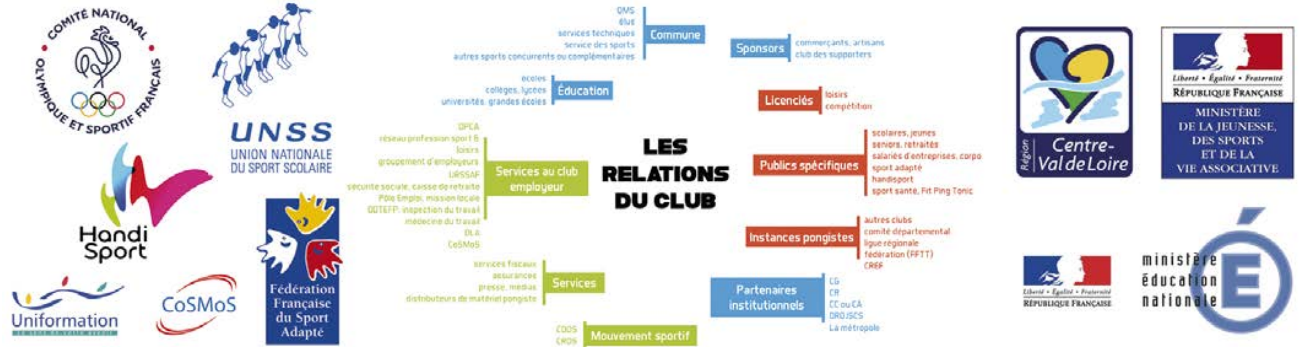 COMITÉ NATIONAL
OLYMPIQUE ET SPORTIF FRANÇAIS
UNSS
UNION NATIONALE
DU SPORT SCOLAIRE
Handi
Sport
Uniformation
CoSMoS
Fédération
Française
du Sport
Adapté
OMS
élus
services techniques
service des sports
autres sports concurrents ou complémentaires
Commune
écoles
collèges, lycées
universités, grandes écoles
Éducation
OPCA
réseau profession sport &
loisirs
groupement d'employeurs
URSSAF
sécurité sociale, caisse de retraite
Pôle Emploi, mission locale
DDTEFP, inspection du travail
médecine du travail
DLA
CoSMoS
Services au club
employeur
services fiscaux
assurances
presse, médias
distributeurs de matériel pongiste
Services
CDOS
CROS
Mouvement sportif
LES
RELATIONS
DU CLUB
Sponsors
commerçants, artisans
club des supporters
Licenciés
loisirs
compétition
Publics spécifiques
scolaires, jeunes
seniors, retraités
salariés d'entreprises, corpo
sport adapté
handisport
sport santé, Fit Ping Tonic
Instances pongistes
autres clubs
comité départemental
ligue régionale
fédération (FFTT)
CREF
Partenaires
institutionnels
CG
CR
CC ou CA
DRDJSCS
La métropole
Région
Centre-
Val de Loire
Liberté • Égalité • Fraternité
RÉPUBLIQUE FRANÇAISE
MINISTÈRE
DE LA JEUNESSE,
DES SPORTS
ET DE LA
VIE ASSOCIATIVE
Liberté • Égalité • Fraternité
RÉPUBLIQUE FRANÇAISE
ministère
éducation
nationale
É